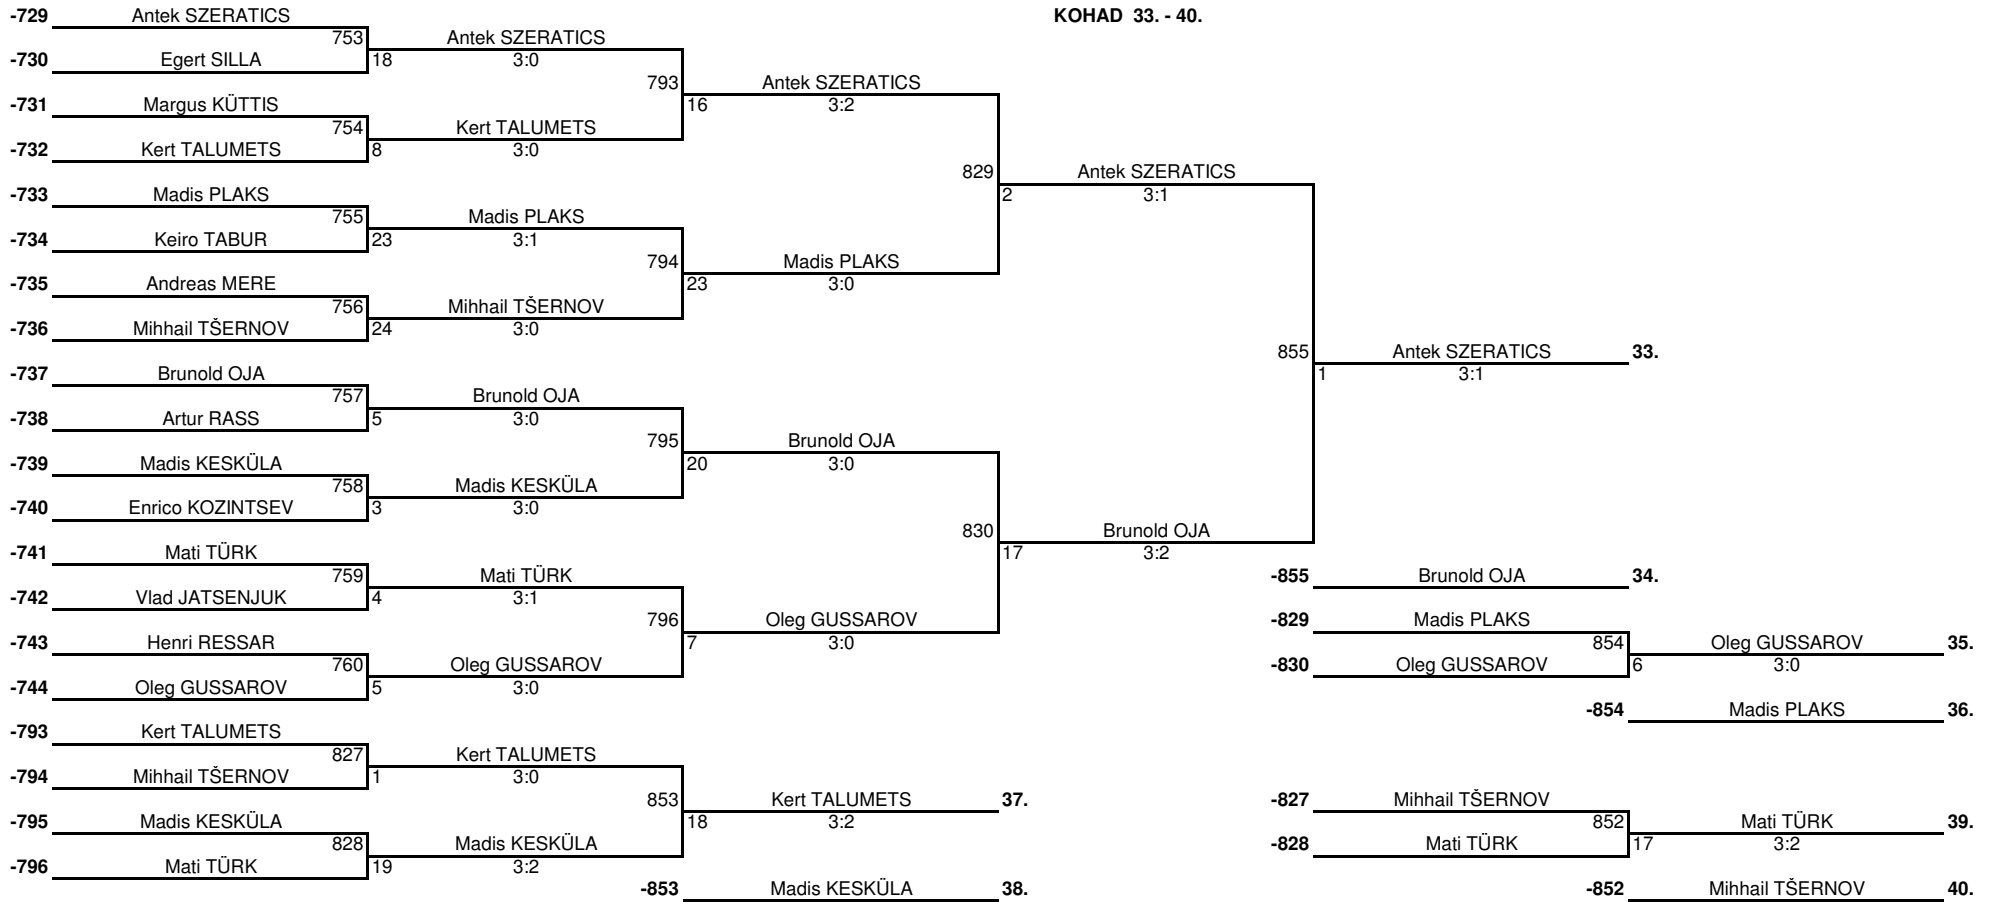 -729 Antek SZERATICS KOHAD 33. - 40.
753 Antek SZERATICS
-730 Egert SILLA 18 3:0
793 Antek SZERATICS
-731 Margus KÜTTIS 16 3:2
754 Kert TALUMETS
-732 Kert TALUMETS 8 3:0
829 Antek SZERATICS
-733 Madis PLAKS 2 3:1
755 Madis PLAKS
-734 Keiro TABUR 23 3:1
794 Madis PLAKS
-735 Andreas MERE 23 3:0
756 Mihhail TŠERNOV
-736 Mihhail TŠERNOV 24 3:0
855 Antek SZERATICS 33.
-737 Brunold OJA 1 3:1
757 Brunold OJA
-738 Artur RASS 5 3:0
795 Brunold OJA
-739 Madis KESKÜLA 20 3:0
758 Madis KESKÜLA
-740 Enrico KOZINTSEV 3 3:0
830 Brunold OJA
-741 Mati TÜRK 17 3:2
759 Mati TÜRK -855 Brunold OJA 34.
-742 Vlad JATSENJUK 4 3:1
796 Oleg GUSSAROV -829 Madis PLAKS
-743 Henri RESSAR 7 3:0 854 Oleg GUSSAROV 35.
760 Oleg GUSSAROV -830 Oleg GUSSAROV 6 3:0
-744 Oleg GUSSAROV 5 3:0
-854 Madis PLAKS 36.
-793 Kert TALUMETS
827 Kert TALUMETS
-794 Mihhail TŠERNOV 1 3:0
853 Kert TALUMETS 37. -827 Mihhail TŠERNOV
-795 Madis KESKÜLA 18 3:2 852 Mati TÜRK 39.
828 Madis KESKÜLA -828 Mati TÜRK 17 3:2
-796 Mati TÜRK 19 3:2
-853 Madis KESKÜLA 38. -852 Mihhail TŠERNOV 40.